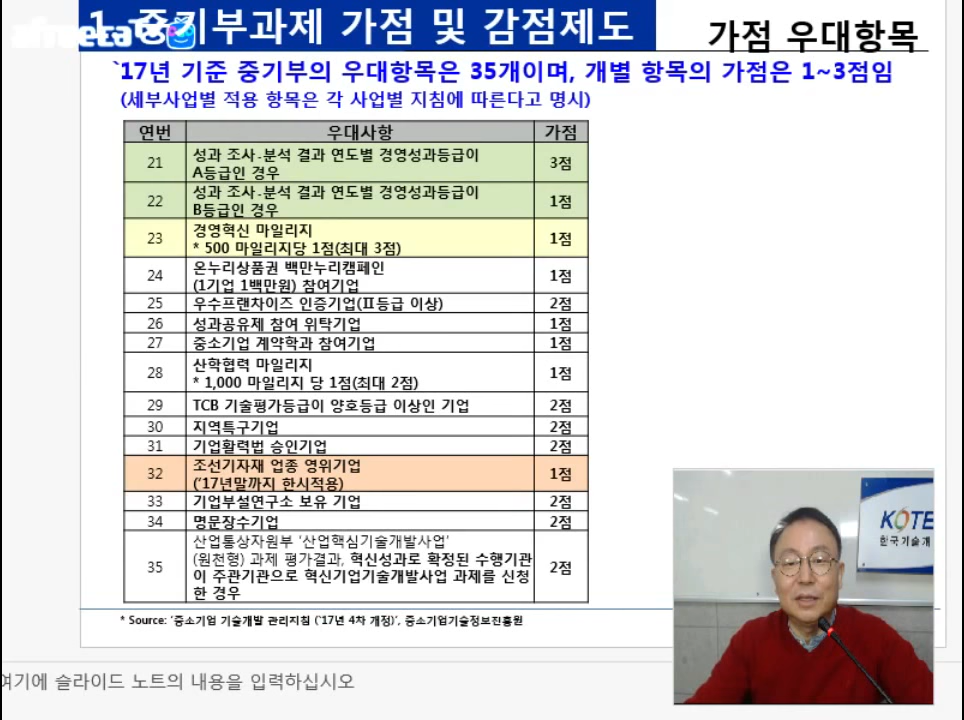 1. 중기부과제 가점 및 감점제도
afreecaTV
가점 우대항목
`17년 기준 중기부의 우대항목은 35개이며, 개별 항목의 가점은 1~3점임
(세부사업별 적용 항목은 각 사업별 지침에 따른다고 명시)
연번 우대사항 가점
21 성과 조사·분석 결과 연도별 경영성과등급이 3점
A등급인 경우
22 성과 조사·분석 결과 연도별 경영성과등급이 1점
B등급인 경우
23 경영혁신 마일리지 1점
* 500 마일리지당 1점(최대 3점)
24 온누리상품권 백만누리캠페인 1점
(1기업 1백만원) 참여기업
25 우수프랜차이즈 인증기업(Ⅱ등급 이상) 2점
26 성과공유제 참여 위탁기업 1점
27 중소기업 계약학과 참여기업 1점
28 산학협력 마일리지 1점
* 1,000 마일리지 당 1점(최대 2점)
29 TCB 기술평가등급이 양호등급 이상인 기업 2점
30 지역특구기업 2점
31 기업활력법 승인기업 2점
32 조선기자재 업종 영위기업 1점
('17년말까지 한시적용)
33 기업부설연구소 보유 기업 2점
34 명문장수기업 2점
35 산업통상자원부 '산업핵심기술개발사업' 2점
(원천형) 과제 평가결과, 혁신성과로 확정된 수행기관
이 주관기관으로 혁신기업기술개발사업 과제를 신청
한 경우
* Source: '중소기업 기술개발 관리지침 ('17년 4차 개정)', 중소기업기술정보진흥원
KOTE
한국기술개
여기에 슬라이드 노트의 내용을 입력하십시오